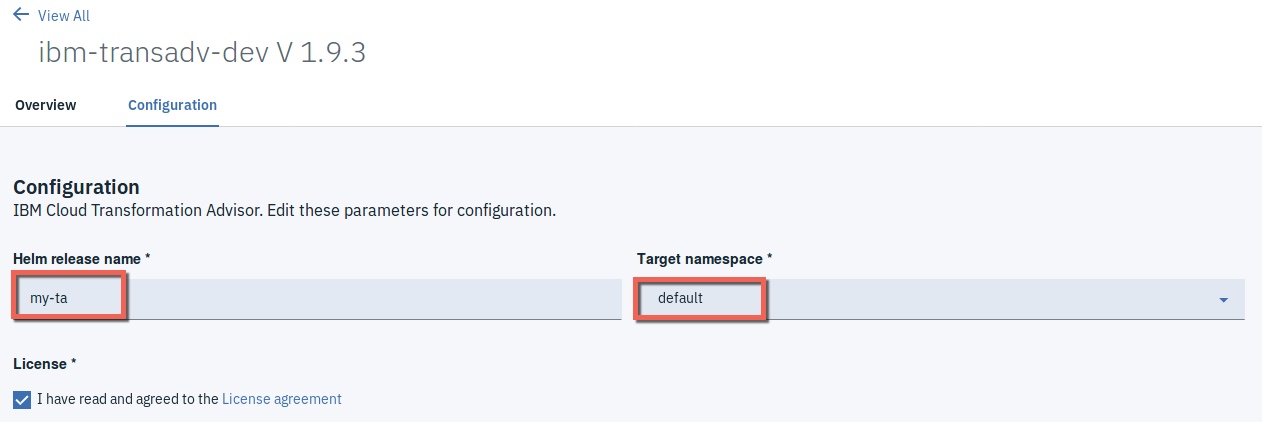 View All
ibm-transadv-dev V 1.9.3
Overview Configuration
Configuration
IBM Cloud Transformation Advisor. Edit these parameters for configuration.
Helm release name * Target namespace *
my-ta default
License *
I have read and agreed to the License agreement